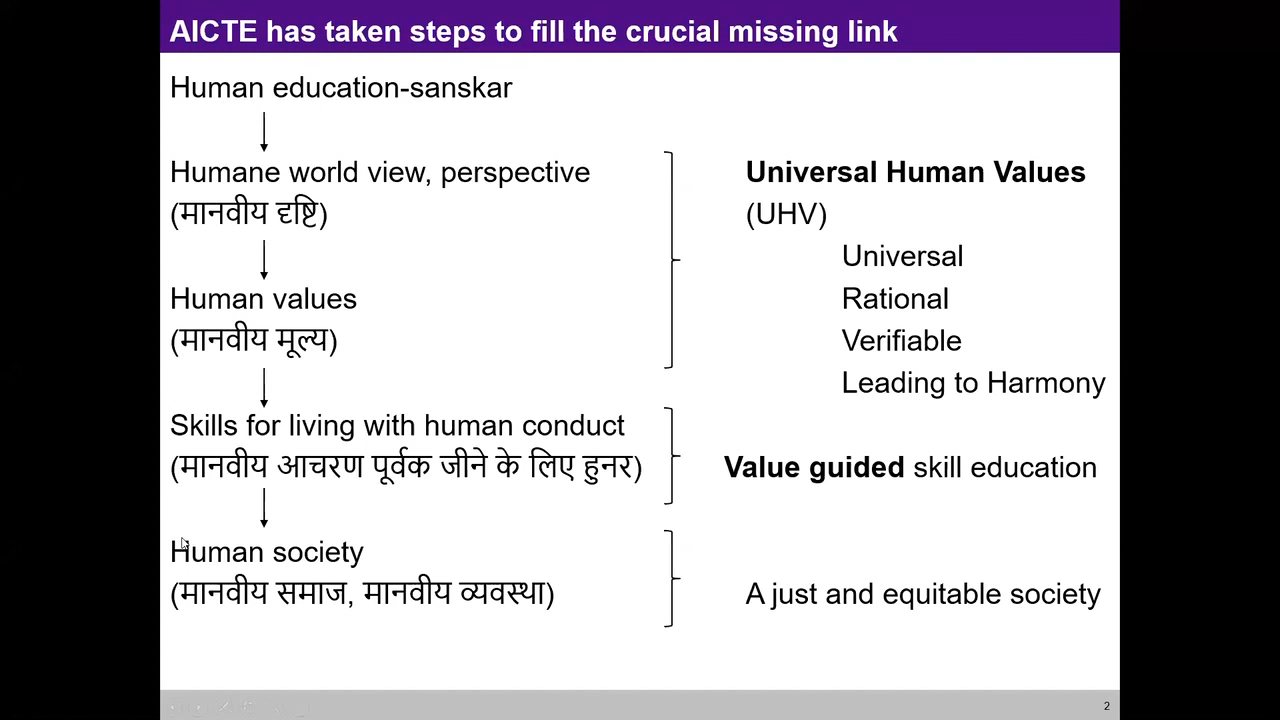 AICTE has taken steps to fill the crucial missing link
Human education-sanskar
Humane world view, perspective
(मानवीय दृष्टि)
Human values
(मानवीय मूल्य)
Skills for living with human conduct
(मानवीय आचरण पूर्वक जीने के लिए हुनर)
Human society
(मानवीय समाज, मानवीय व्यवस्था)
Universal Human Values
(UHV)
Universal
Rational
Verifiable
Leading to Harmony
Value guided skill education
A just and equitable society
2